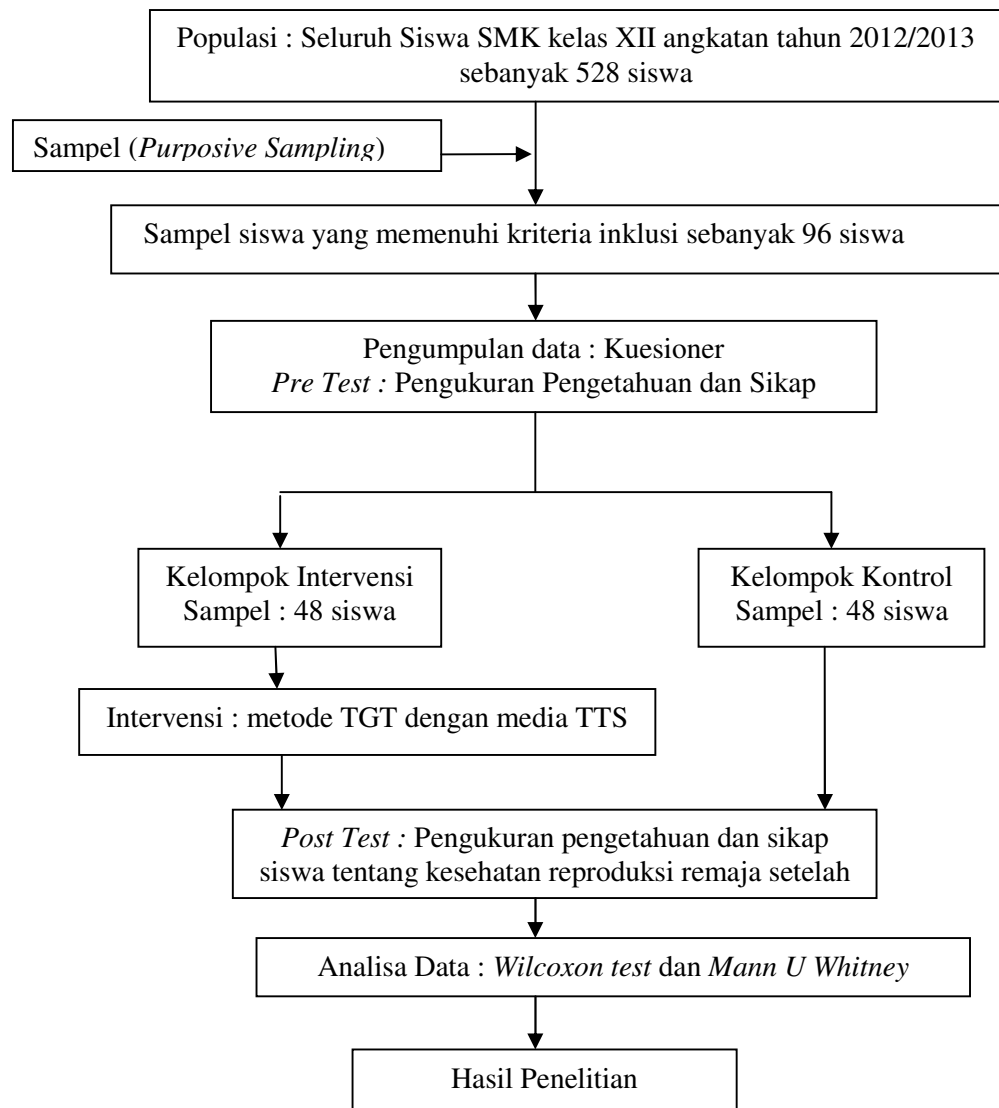 Populasi : Seluruh Siswa SMK kelas XII angkatan tahun 2012/2013
sebanyak 528 siswa
Sampel (Purposive Sampling)
Sampel siswa yang memenuhi kriteria inklusi sebanyak 96 siswa
Pengumpulan data : Kuesioner
Pre Test : Pengukuran Pengetahuan dan Sikap
Kelompok Intervensi
Sampel : 48 siswa
Kelompok Kontrol
Sampel : 48 siswa
Intervensi : metode TGT dengan media TTS
Post Test : Pengukuran pengetahuan dan sikap
siswa tentang kesehatan reproduksi remaja setelah
Analisa Data : Wilcoxon test dan Mann U Whitney
Hasil Penelitian